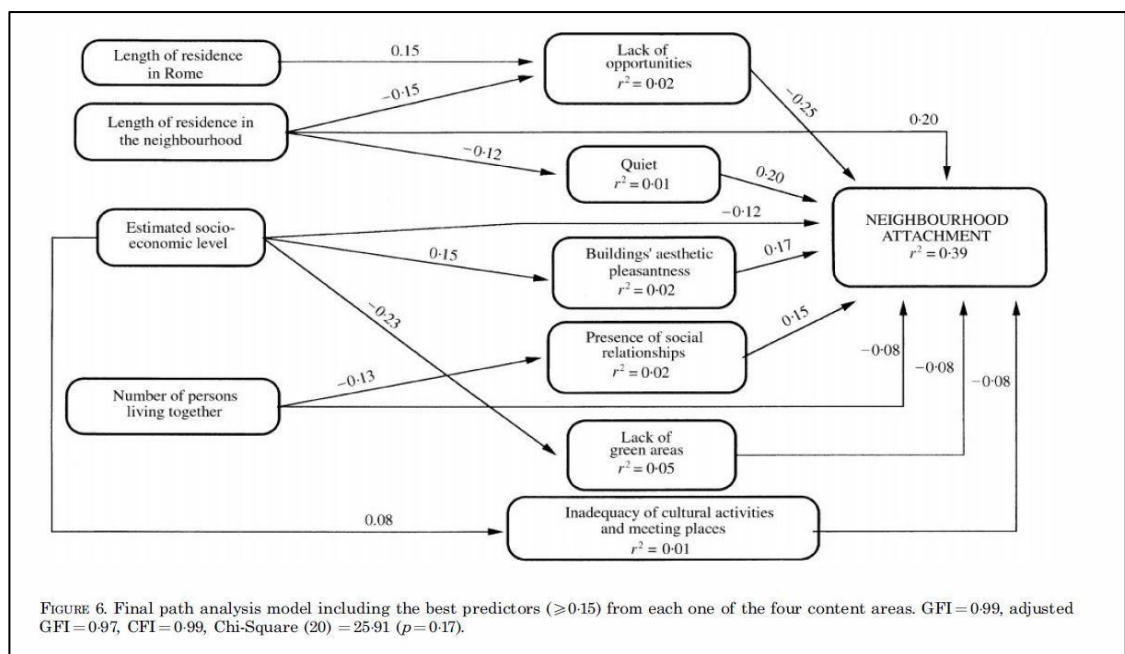 Length of residence
in Rome
0.15
Lack of
opportunities
r² = 0·02
−0·15
−0·25
Length of residence in
the neighbourhood
0.20
−0·12
Quiet
r² = 0·01
0·20
Estimated socio-
economic level
−0·12
NEIGHBOURHOOD
ATTACHMENT
r² = 0·39
0·15
Buildings' aesthetic
pleasantness
r² = 0·02
0·17
−0·23
Presence of social
relationships
r² = 0·02
0·15
−0·13
−0·08
−0·08
−0·08
Number of persons
living together
Lack of
green areas
r² = 0·05
0.08
Inadequacy of cultural activities
and meeting places
r² = 0·01
FIGURE 6. Final path analysis model including the best predictors (⩾0·15) from each one of the four content areas. GFI = 0·99, adjusted
GFI = 0·97, CFI = 0·99, Chi-Square (20) = 25·91 (p = 0·17).